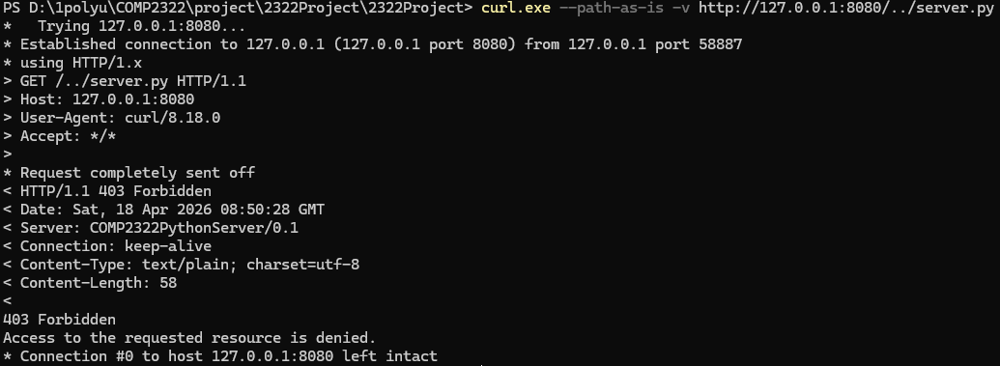 PS D:\1polyu\COMP2322\project\2322Project\2322Project> curl.exe --path-as-is -v http://127.0.0.1:8080/../server.py
*   Trying 127.0.0.1:8080...
* Established connection to 127.0.0.1 (127.0.0.1 port 8080) from 127.0.0.1 port 58887
* using HTTP/1.x
> GET /../server.py HTTP/1.1
> Host: 127.0.0.1:8080
> User-Agent: curl/8.18.0
> Accept: */*
>
* Request completely sent off
< HTTP/1.1 403 Forbidden
< Date: Sat, 18 Apr 2026 08:50:28 GMT
< Server: COMP2322PythonServer/0.1
< Connection: keep-alive
< Content-Type: text/plain; charset=utf-8
< Content-Length: 58
<
403 Forbidden
Access to the requested resource is denied.
* Connection #0 to host 127.0.0.1:8080 left intact